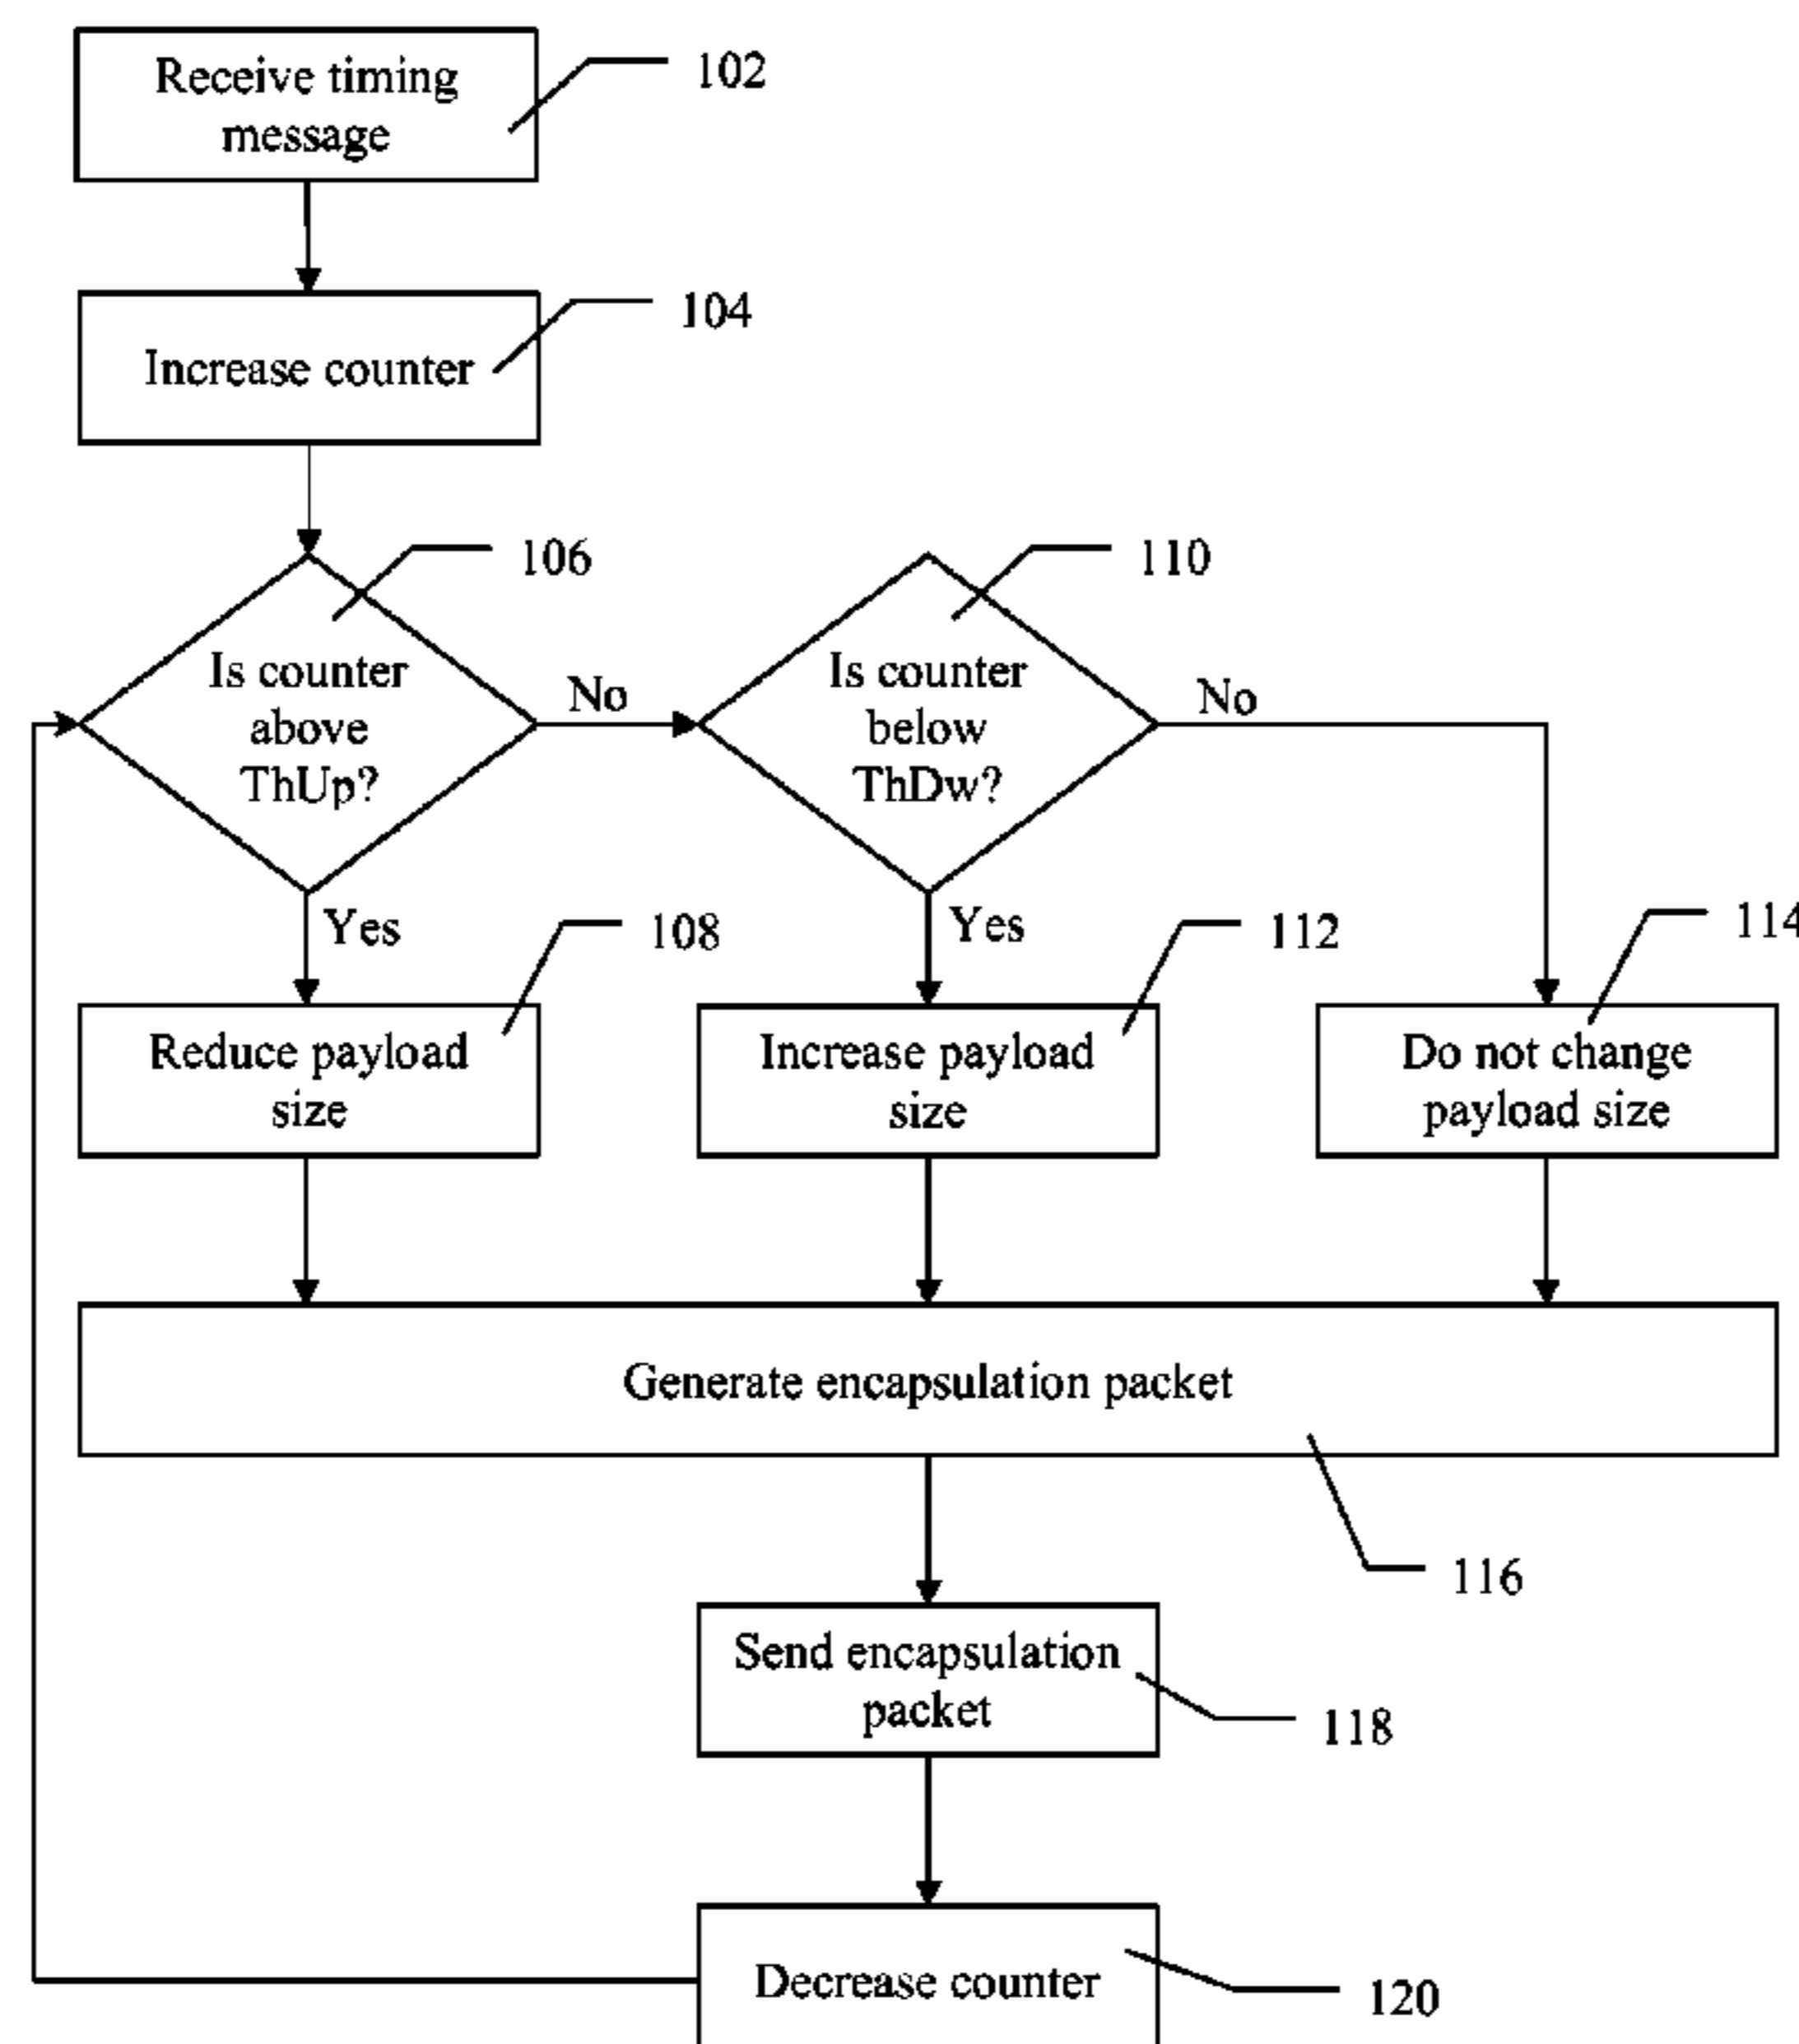 Receive timing
message
102
Increase counter
104
106
Is counter
above
ThUp?
No
110
Is counter
below
ThDw?
No
Yes
108
Yes
112
114
Reduce payload
size
Increase payload
size
Do not change
payload size
Generate encapsulation packet
116
Send encapsulation
packet
118
Decrease counter
120